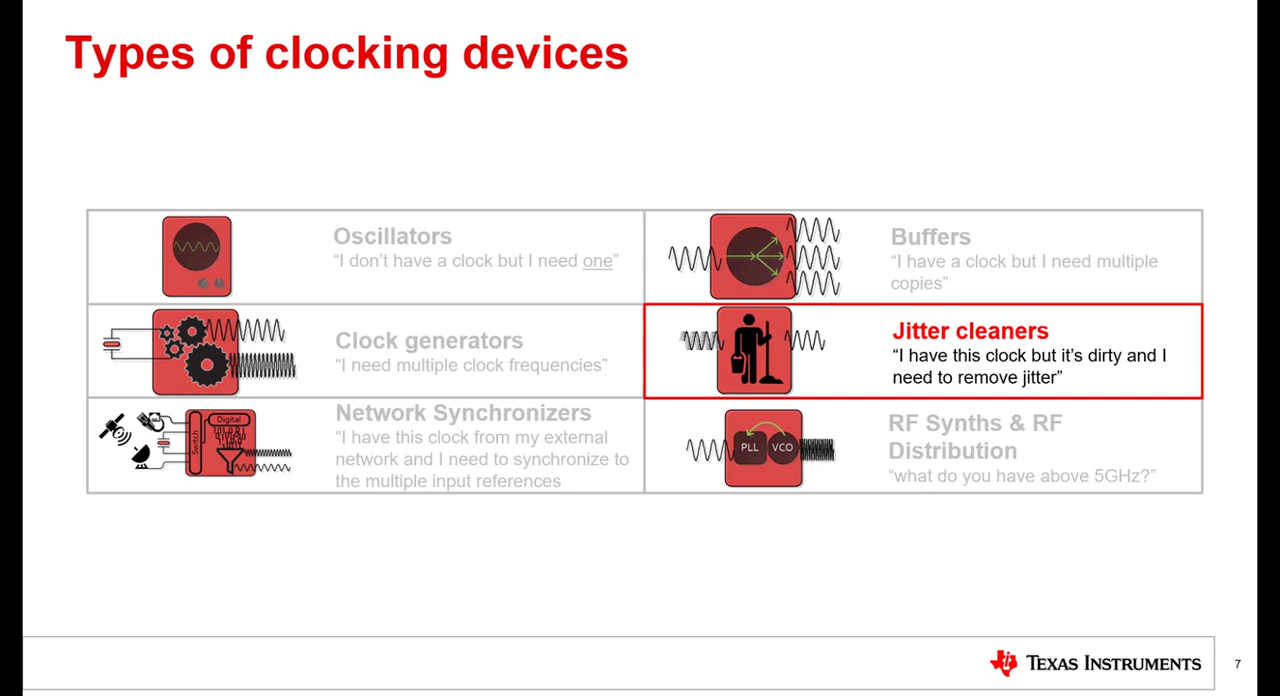 Types of clocking devices
Oscillators
“I don’t have a clock but I need one”
Buffers
“I have a clock but I need multiple
copies”
Clock generators
“I need multiple clock frequencies”
Jitter cleaners
“I have this clock but it’s dirty and I
need to remove jitter”
Switch
Digital
Network Synchronizers
“I have this clock from my external
network and I need to synchronize to
the multiple input references
PLL
VCO
RF Synths & RF
Distribution
“what do you have above 5GHz?”
TEXAS INSTRUMENTS
7